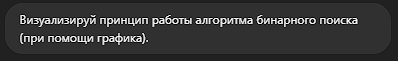 Визуализируй принцип работы алгоритма бинарного поиска
(при помощи графика).